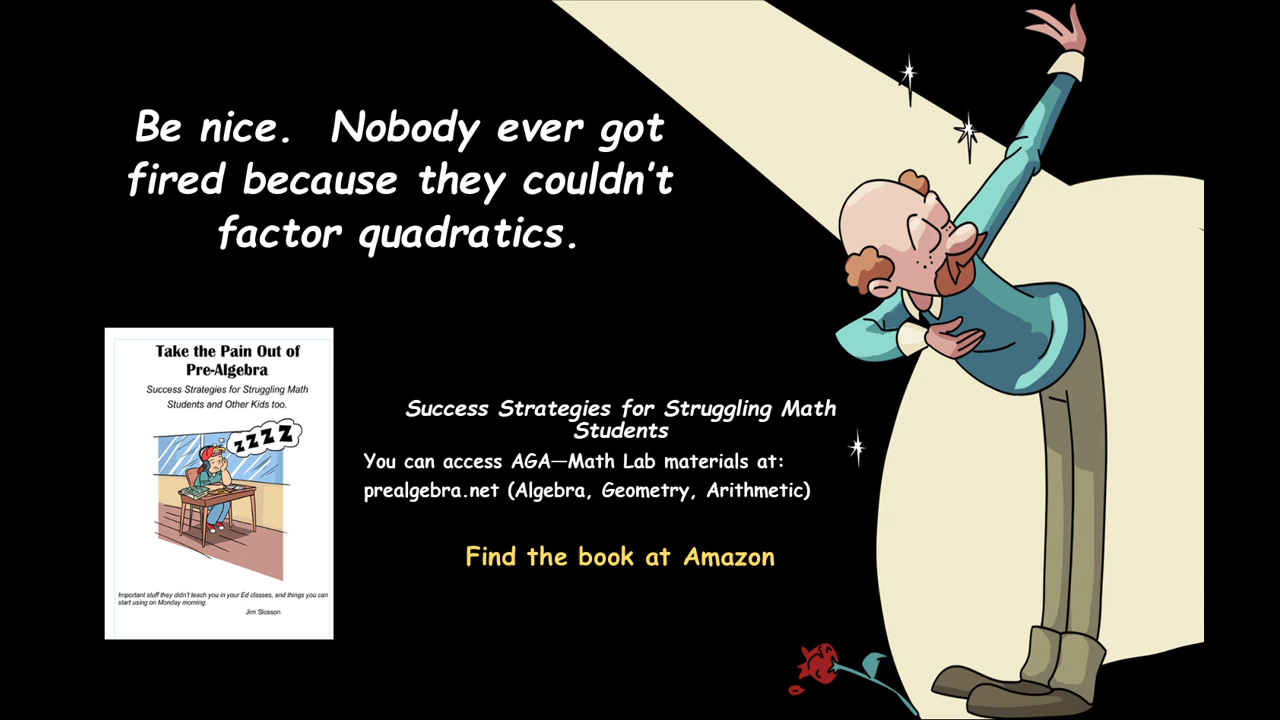 Be nice.  Nobody ever got
fired because they couldn't
factor quadratics.
Take the Pain Out of
Pre-Algebra
Success Strategies for Struggling Math
Students and Other Kids too.
zzzz
Important stuff they didn't teach you in your Ed classes, and things you can
start using on Monday morning.
Jim Slosson
Success Strategies for Struggling Math
Students
You can access AGA—Math Lab materials at:
prealgebra.net (Algebra, Geometry, Arithmetic)
Find the book at Amazon